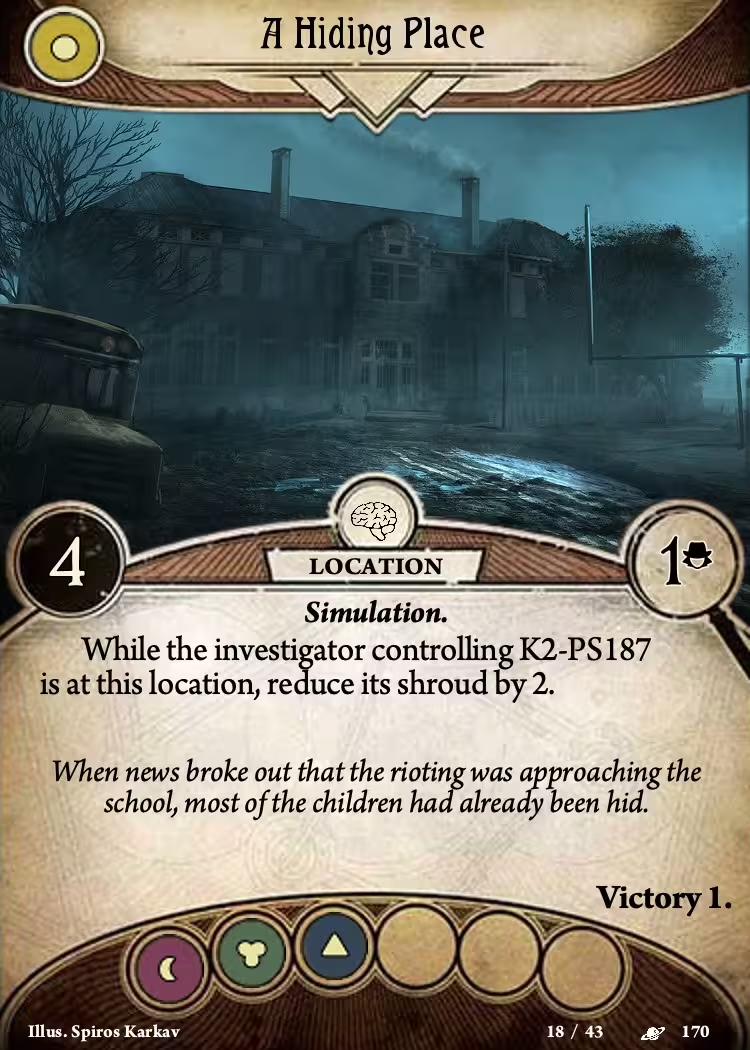 A Hiding Place
4
LOCATION
1
Simulation.
While the investigator controlling K2-PS187
is at this location, reduce its shroud by 2.
When news broke out that the rioting was approaching the
school, most of the children had already been hid.
Victory 1.
Illus. Spiros Karkav
18 / 43
170